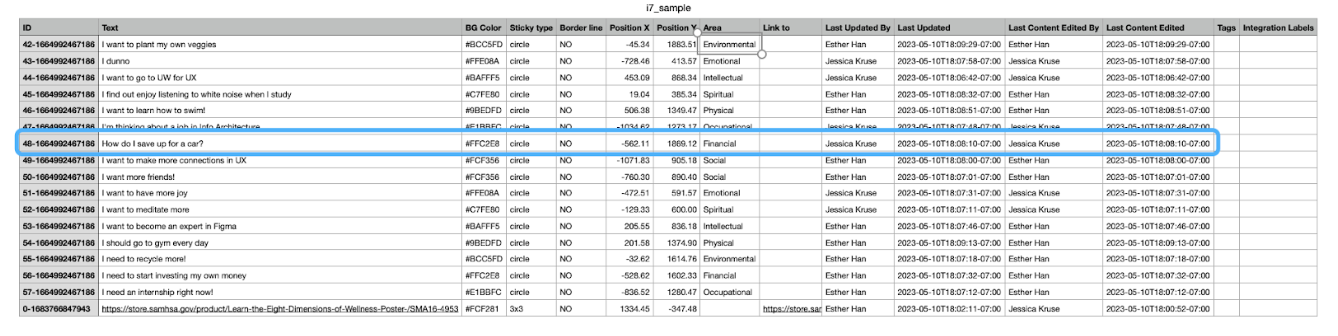 i7_sample
ID Text BG Color Sticky type Border line Position X Position Y Area Link to Last Updated By Last Updated Last Content Edited By Last Content Edited Tags Integration Labels
42-1664992467186 I want to plant my own veggies #BCC5FD circle NO -45.34 1883.51 Environmental Esther Han 2023-05-10T18:09:29-07:00 Esther Han 2023-05-10T18:09:29-07:00
43-1664992467186 I dunno #FFE08A circle NO -728.46 413.57 Emotional Jessica Kruse 2023-05-10T18:07:58-07:00 Jessica Kruse 2023-05-10T18:07:58-07:00
44-1664992467186 I want to go to UW for UX #BAFFF5 circle NO 453.09 868.34 Intellectual Esther Han 2023-05-10T18:06:42-07:00 Esther Han 2023-05-10T18:06:42-07:00
45-1664992467186 I find out enjoy listening to white noise when I study #C7FE80 circle NO 19.04 385.34 Spiritual Esther Han 2023-05-10T18:08:32-07:00 Esther Han 2023-05-10T18:08:32-07:00
46-1664992467186 I want to learn how to swim! #9BEDFD circle NO 506.38 1349.47 Physical Esther Han 2023-05-10T18:08:51-07:00 Esther Han 2023-05-10T18:08:51-07:00
47-1664992467186 I'm thinking about a job in Info Architecture #E1BBFC circle NO -1034.62 1273.17 Occupational Jessica Kruse 2023-05-10T18:07:48-07:00 Jessica Kruse 2023-05-10T18:07:48-07:00
48-1664992467186 How do I save up for a car? #FFC2E8 circle NO -562.11 1869.12 Financial Jessica Kruse 2023-05-10T18:08:10-07:00 Jessica Kruse 2023-05-10T18:08:10-07:00
49-1664992467186 I want to make more connections in UX #FCF356 circle NO -1071.83 905.18 Social Esther Han 2023-05-10T18:08:00-07:00 Esther Han 2023-05-10T18:08:00-07:00
50-1664992467186 I want more friends! #FCF356 circle NO -760.30 890.40 Social Esther Han 2023-05-10T18:07:01-07:00 Esther Han 2023-05-10T18:07:01-07:00
51-1664992467186 I want to have more joy #FFE08A circle NO -472.51 591.57 Emotional Jessica Kruse 2023-05-10T18:07:31-07:00 Jessica Kruse 2023-05-10T18:07:31-07:00
52-1664992467186 I want to meditate more #C7FE80 circle NO -129.33 600.00 Spiritual Jessica Kruse 2023-05-10T18:07:11-07:00 Jessica Kruse 2023-05-10T18:07:11-07:00
53-1664992467186 I want to become an expert in Figma #BAFFF5 circle NO 205.55 836.18 Intellectual Esther Han 2023-05-10T18:07:46-07:00 Esther Han 2023-05-10T18:07:46-07:00
54-1664992467186 I should go to gym every day #9BEDFD circle NO 201.58 1374.90 Physical Esther Han 2023-05-10T18:09:13-07:00 Esther Han 2023-05-10T18:09:13-07:00
55-1664992467186 I need to recycle more! #BCC5FD circle NO -32.62 1614.76 Environmental Esther Han 2023-05-10T18:07:18-07:00 Esther Han 2023-05-10T18:07:18-07:00
56-1664992467186 I need to start investing my own money #FFC2E8 circle NO -528.62 1602.33 Financial Esther Han 2023-05-10T18:07:32-07:00 Esther Han 2023-05-10T18:07:32-07:00
57-1664992467186 I need an internship right now! #E1BBFC circle NO -836.52 1280.47 Occupational Esther Han 2023-05-10T18:07:12-07:00 Esther Han 2023-05-10T18:07:12-07:00
0-1683766847943 https://store.samhsa.gov/product/Learn-the-Eight-Dimensions-of-Wellness-Poster-/SMA16-4953 #FCF281 3x3 NO 1334.45 -347.48 https://store.sar Esther Han 2023-05-10T18:02:11-07:00 Jessica Kruse 2023-05-10T18:00:52-07:00